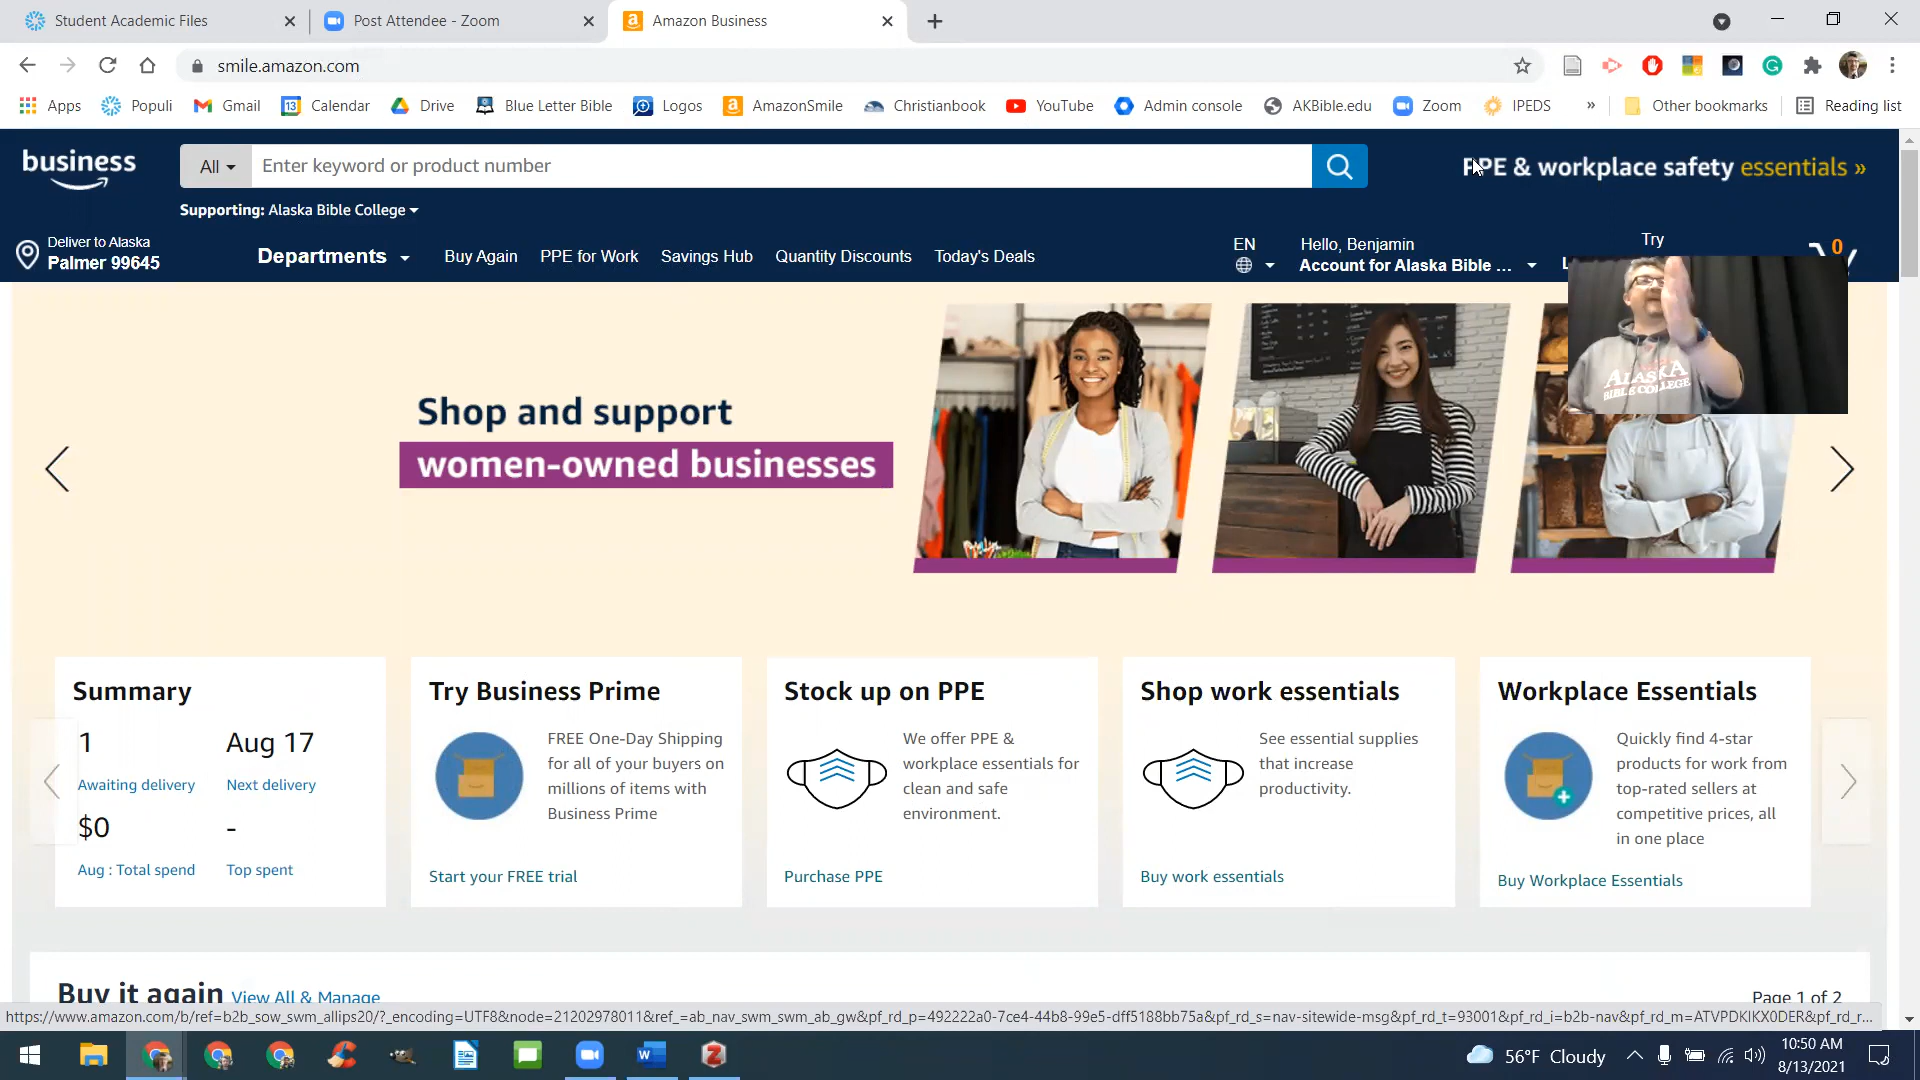 Student Academic Files
Post Attendee - Zoom
Amazon Business
smile.amazon.com
Apps
Populi
Gmail
13
Calendar
Drive
Blue Letter Bible
Logos
AmazonSmile
Christianbook
YouTube
Admin console
AKBible.edu
Zoom
IPEDS
»
Other bookmarks
Reading list
business
All
Enter keyword or product number
PPE & workplace safety essentials »
Supporting: Alaska Bible College
Deliver to Alaska
Palmer 99645
Departments
Buy Again
PPE for Work
Savings Hub
Quantity Discounts
Today's Deals
EN
Hello, Benjamin
Account for Alaska Bible ...
Try
0
ALASKA
BIBLE COLLEGE
Shop and support
women-owned businesses
Summary
1
Aug 17
Awaiting delivery
Next delivery
$0
-
Aug : Total spend
Top spent
Try Business Prime
FREE One-Day Shipping
for all of your buyers on
millions of items with
Business Prime
Start your FREE trial
Stock up on PPE
We offer PPE &
workplace essentials for
clean and safe
environment.
Purchase PPE
Shop work essentials
See essential supplies
that increase
productivity.
Buy work essentials
Workplace Essentials
Quickly find 4-star
products for work from
top-rated sellers at
competitive prices, all
in one place
Buy Workplace Essentials
Buy it again View All & Manage
Page 1 of 2
https://www.amazon.com/b/ref=b2b_sow_swm_allips20/?_encoding=UTF8&node=21202978011&ref_=ab_nav_swm_swm_ab_gw&pf_rd_p=492222a0-7ce4-44b8-99e5-dff5188bb75a&pf_rd_s=nav-sitewide-msg&pf_rd_t=93001&pf_rd_i=b2b-nav&pf_rd_m=ATVPDKIKX0DER&pf_rd_r...
56°F Cloudy
10:50 AM
8/13/2021